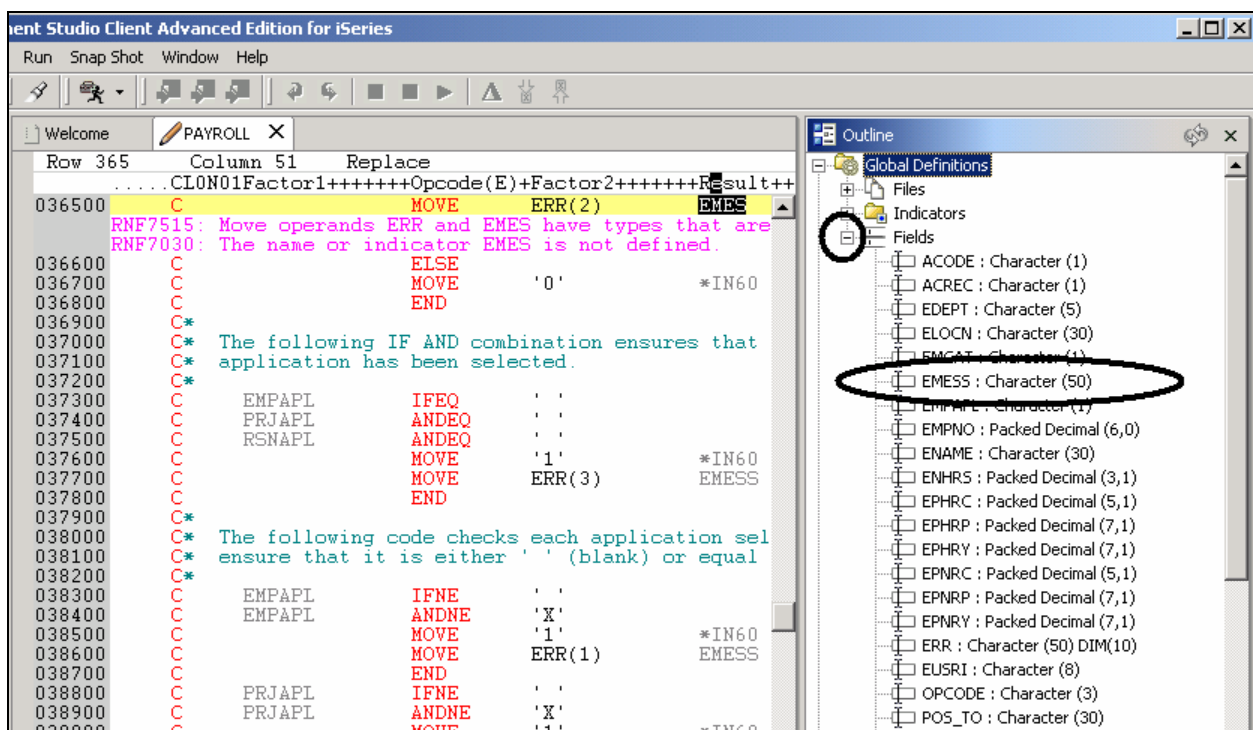 ent Studio Client Advanced Edition for iSeries
Run Snap Shot Window Help
Welcome PAYROLL
Row 365 Column 51 Replace
.....CL0N01Factor1+++++++Opcode(E)+Factor2+++++++Result++
036500 C MOVE ERR(2) EMES
RNF7515: Move operands ERR and EMES have types that are
RNF7030: The name or indicator EMES is not defined.
036600 C ELSE
036700 C MOVE '0' *IN60
036800 C END
036900 C*
037000 C* The following IF AND combination ensures that
037100 C* application has been selected.
037200 C*
037300 C EMPAPL IFEQ ' '
037400 C PRJAPL ANDEQ ' '
037500 C RSNAPL ANDEQ ' '
037600 C MOVE '1' *IN60
037700 C MOVE ERR(3) EMESS
037800 C END
037900 C*
038000 C* The following code checks each application sel
038100 C* ensure that it is either ' ' (blank) or equal
038200 C*
038300 C EMPAPL IFNE ' '
038400 C EMPAPL ANDNE 'X'
038500 C MOVE '1' *IN60
038600 C MOVE ERR(1) EMESS
038700 C END
038800 C PRJAPL IFNE ' '
038900 C PRJAPL ANDNE 'X'
MOVE '1' *IN60
Outline
Global Definitions
Files
Indicators
Fields
ACODE : Character (1)
ACREC : Character (1)
EDEPT : Character (5)
ELOCN : Character (30)
EMCAT : Character (1)
EMESS : Character (50)
EMPAPL : Character (1)
EMPNO : Packed Decimal (6,0)
ENAME : Character (30)
ENHRS : Packed Decimal (3,1)
EPHRC : Packed Decimal (5,1)
EPHRP : Packed Decimal (7,1)
EPHRY : Packed Decimal (7,1)
EPNRC : Packed Decimal (5,1)
EPNRP : Packed Decimal (7,1)
EPNRY : Packed Decimal (7,1)
ERR : Character (50) DIM(10)
EUSRI : Character (8)
OPCODE : Character (3)
POS_TO : Character (30)